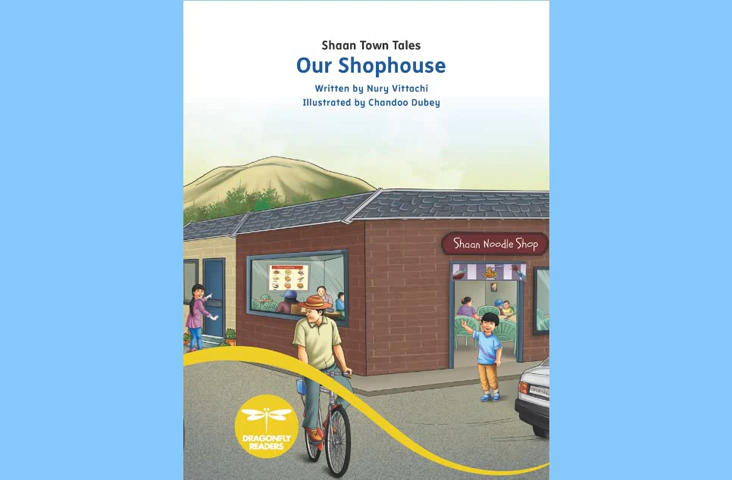 Shaan Town Tales
Our Shophouse
Written by Nury Vittachi
Illustrated by Chandoo Dubey
Shaan Noodle Shop
DRAGONFLY
READERS